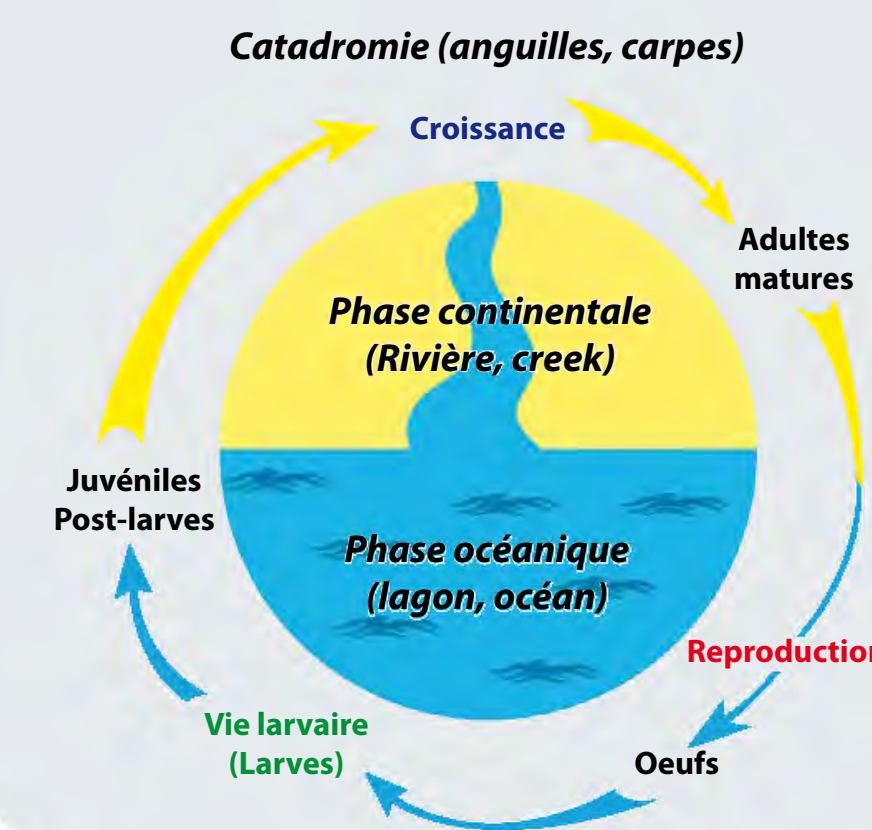 Catadromie (anguilles, carpes)
Croissance
Adultes
matures
Phase continentale
(Rivière, creek)
Juvéniles
Post-larves
Phase océanique
(lagon, océan)
Reproduction
Vie larvaire
(Larves)
Oeufs